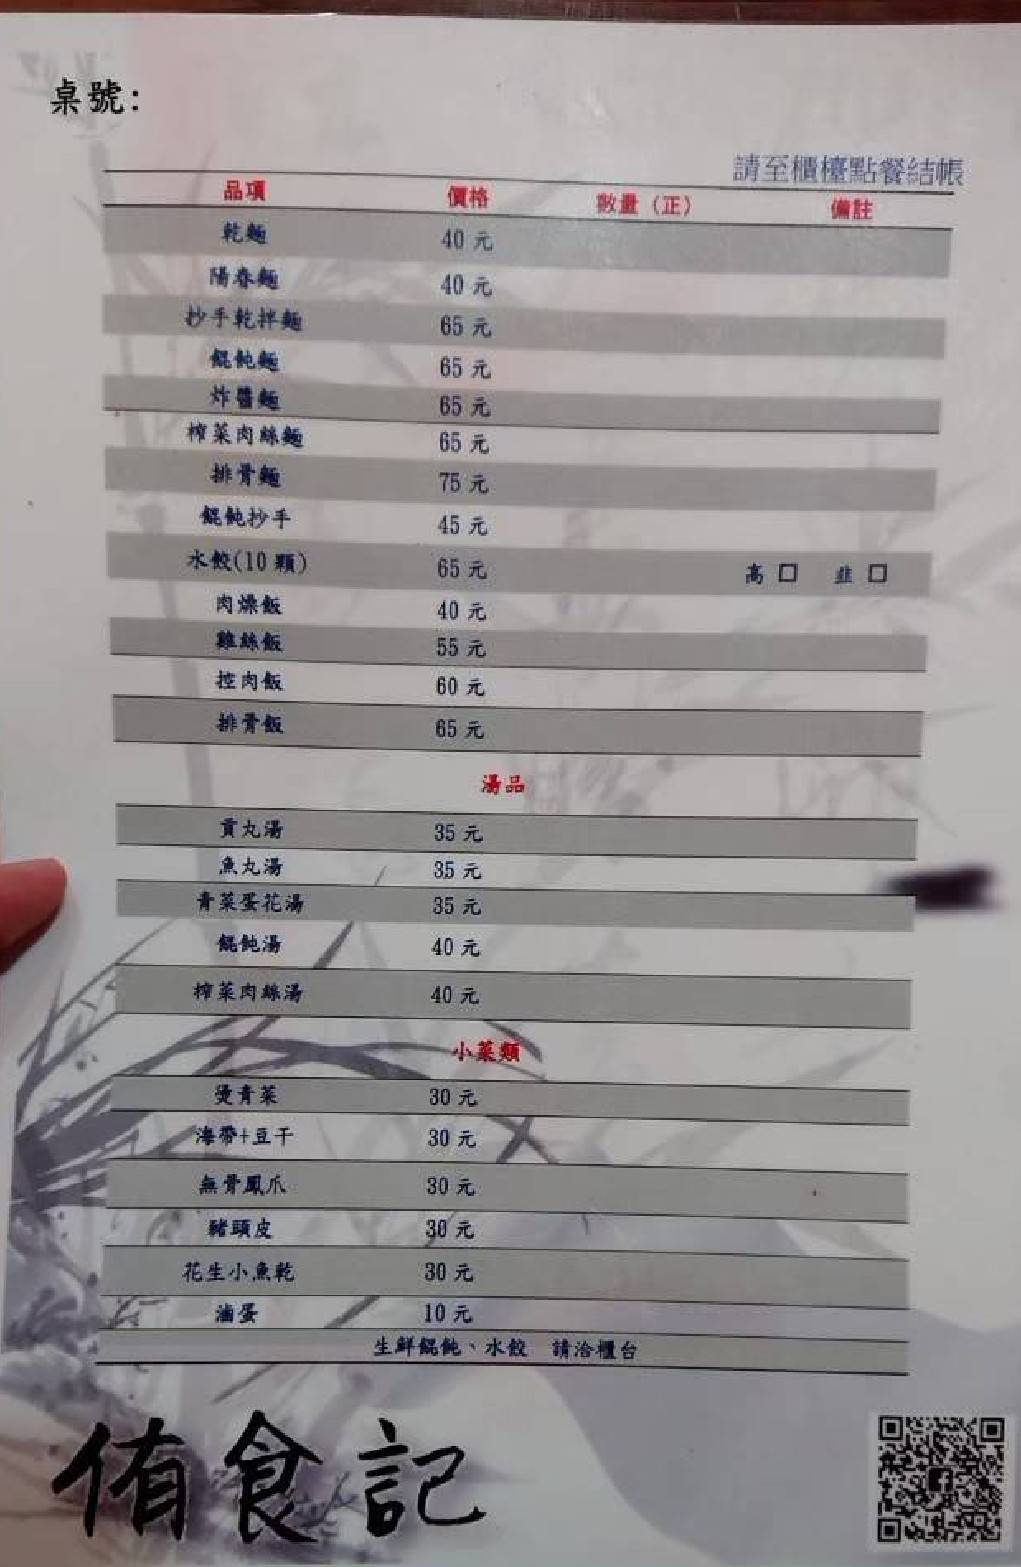 桌號:
請至櫃檯點餐結帳
品項 價格 數量（正） 備註
乾麵 40 元
陽春麵 40 元
抄手乾拌麵 65 元
餛飩麵 65 元
炸醬麵 65 元
榨菜肉絲麵 65 元
排骨麵 75 元
餛飩抄手 45 元
水餃(10 顆) 65 元 高 □ 韭 □
肉燥飯 40 元
雞絲飯 55 元
控肉飯 60 元
排骨飯 65 元
湯品
貢丸湯 35 元
魚丸湯 35 元
青菜蛋花湯 35 元
餛飩湯 40 元
榨菜肉絲湯 40 元
小菜類
燙青菜 30 元
海帶+豆干 30 元
無骨鳳爪 30 元
豬頭皮 30 元
花生小魚乾 30 元
滷蛋 10 元
生鮮餛飩、水餃 請洽櫃台
侑食記